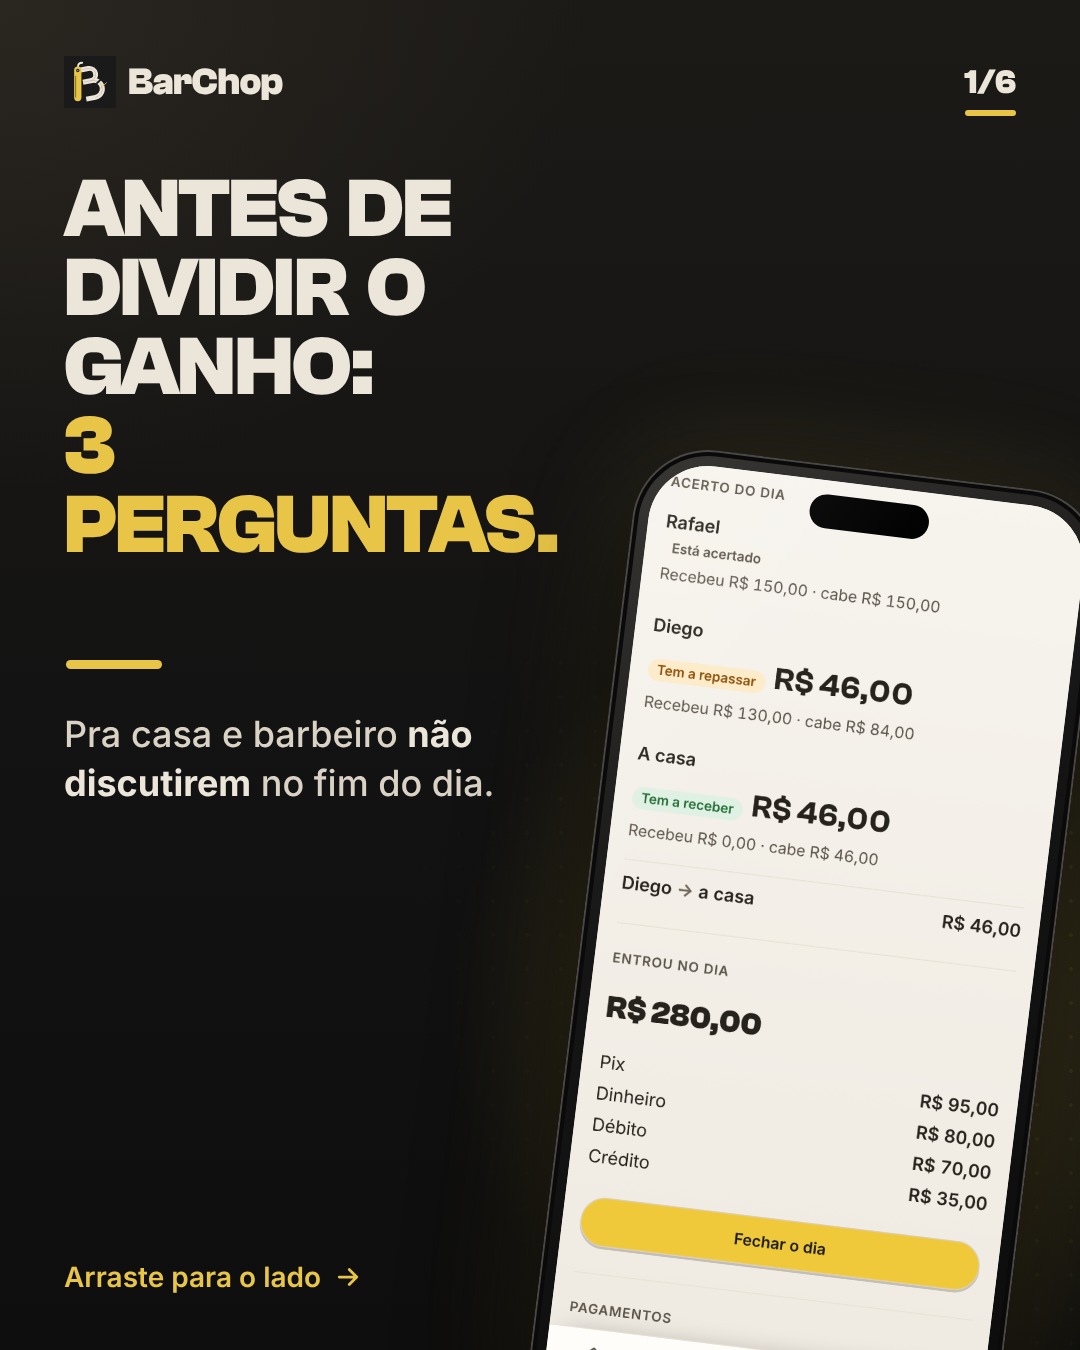 BarChop
1/6
ANTES DE
DIVIDIR O
GANHO:
3
PERGUNTAS.
Pra casa e barbeiro não
discutirem no fim do dia.
Arraste para o lado →
ACERTO DO DIA
Rafael
Está acertado
Recebeu R$ 150,00 · cabe R$ 150,00
Diego
Tem a repassar R$ 46,00
Recebeu R$ 130,00 · cabe R$ 84,00
A casa
Tem a receber R$ 46,00
Recebeu R$ 0,00 · cabe R$ 46,00
Diego → a casa R$ 46,00
ENTROU NO DIA
R$ 280,00
Pix R$ 95,00
Dinheiro R$ 80,00
Débito R$ 70,00
Crédito R$ 35,00
Fechar o dia
PAGAMENTOS